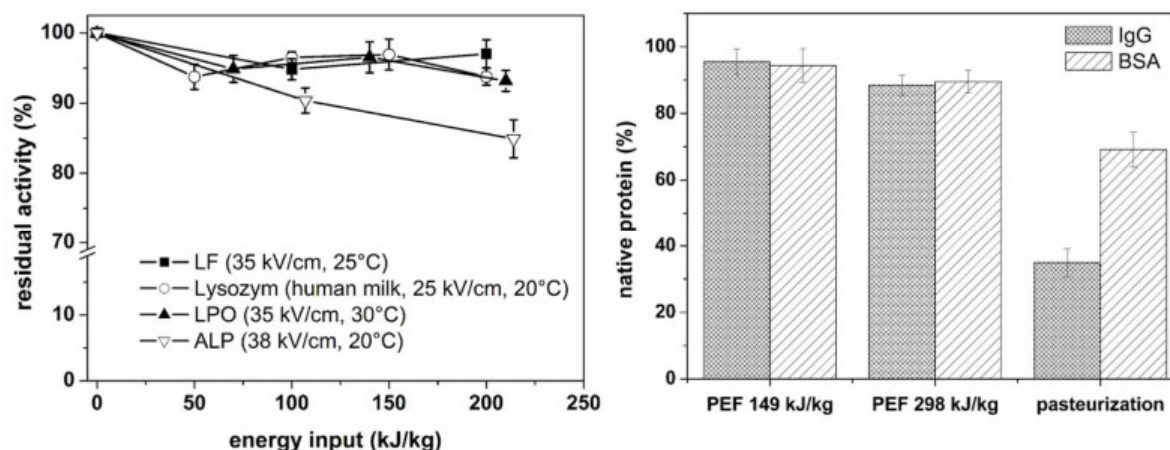 residual activity (%)
100
90
80
70
10
0
LF (35 kV/cm, 25°C)
Lysozym (human milk, 25 kV/cm, 20°C)
LPO (35 kV/cm, 30°C)
ALP (38 kV/cm, 20°C)
0 50 100 150 200 250
energy input (kJ/kg)
native protein (%)
100
80
60
40
20
0
IgG
BSA
PEF 149 kJ/kg PEF 298 kJ/kg pasteurization